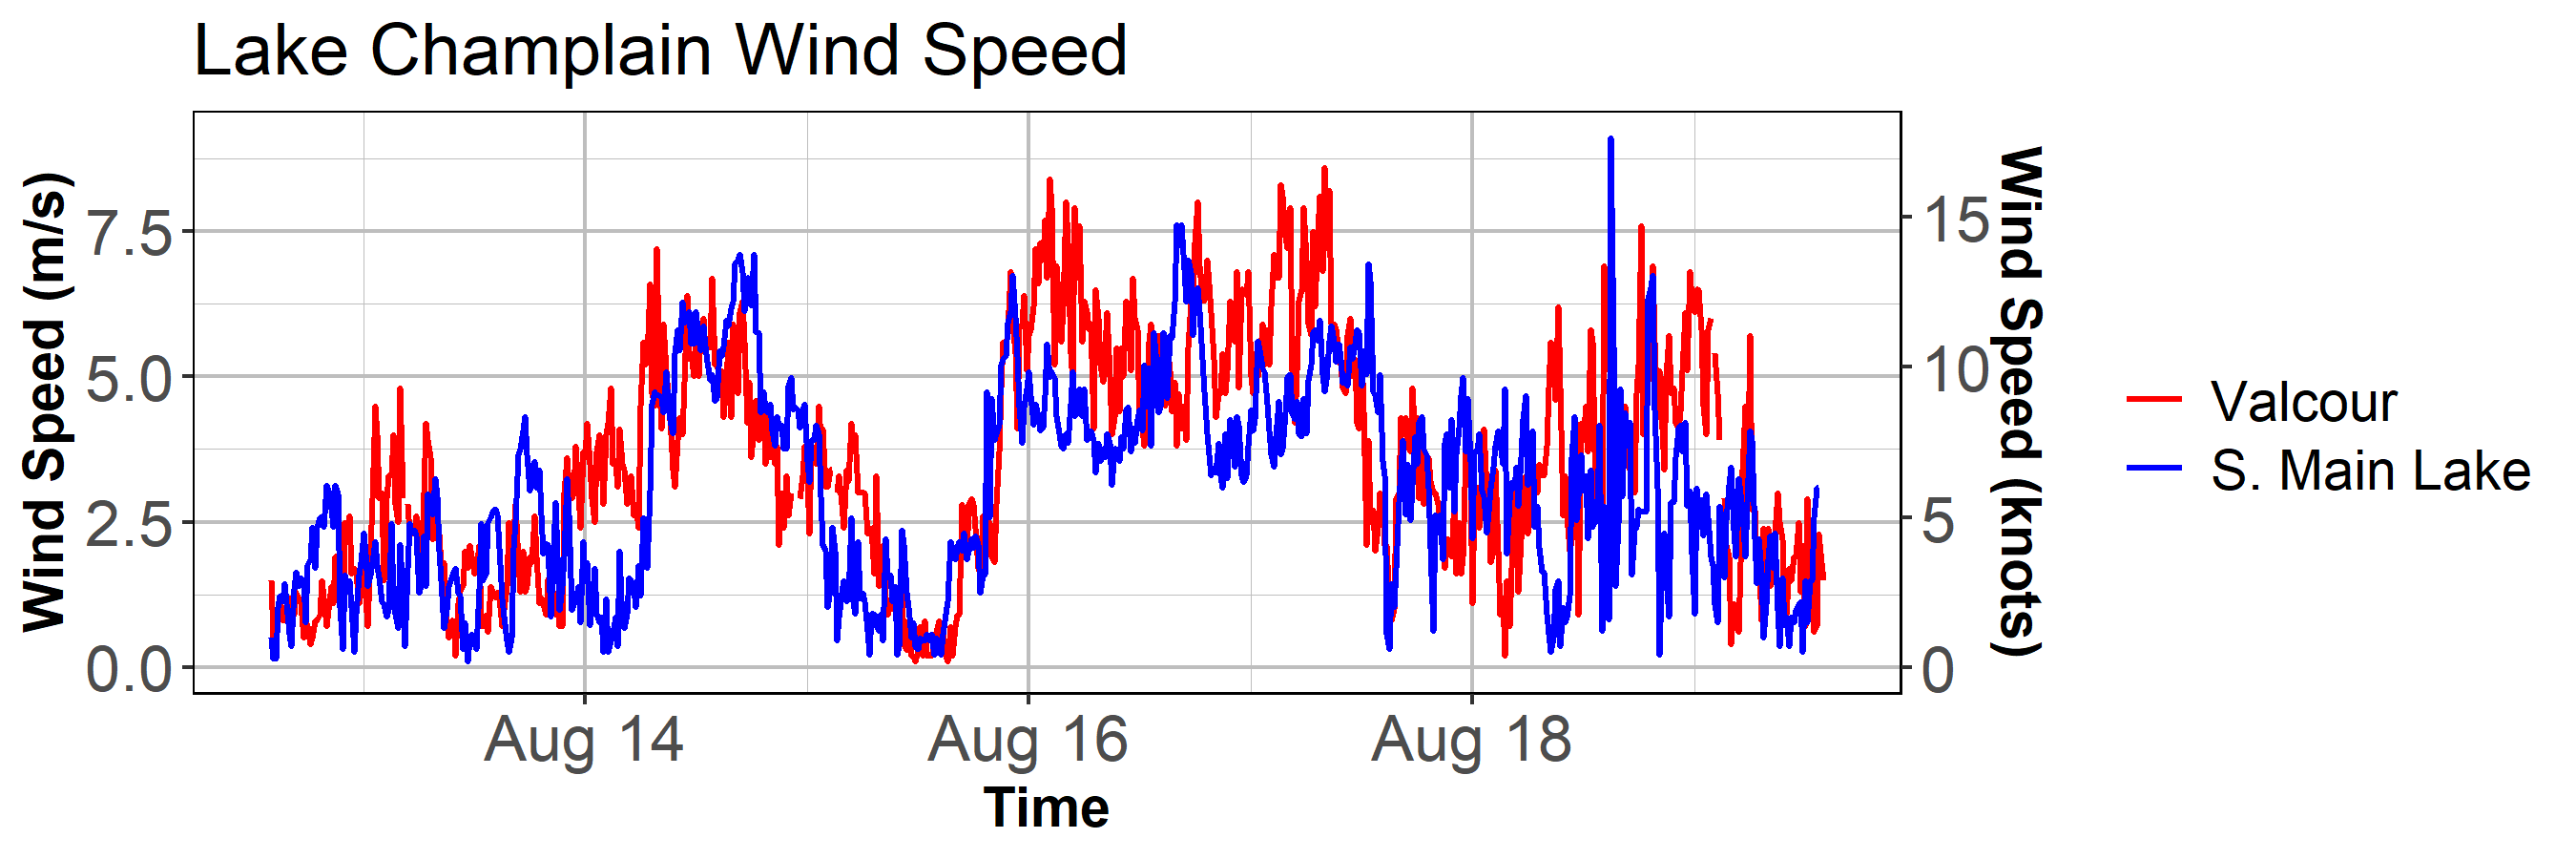 Lake Champlain Wind Speed
Wind Speed (m/s)
7.5
5.0
2.5
0.0
Wind Speed (knots)
15
10
5
0
Aug 14
Aug 16
Aug 18
Time
Valcour
S. Main Lake